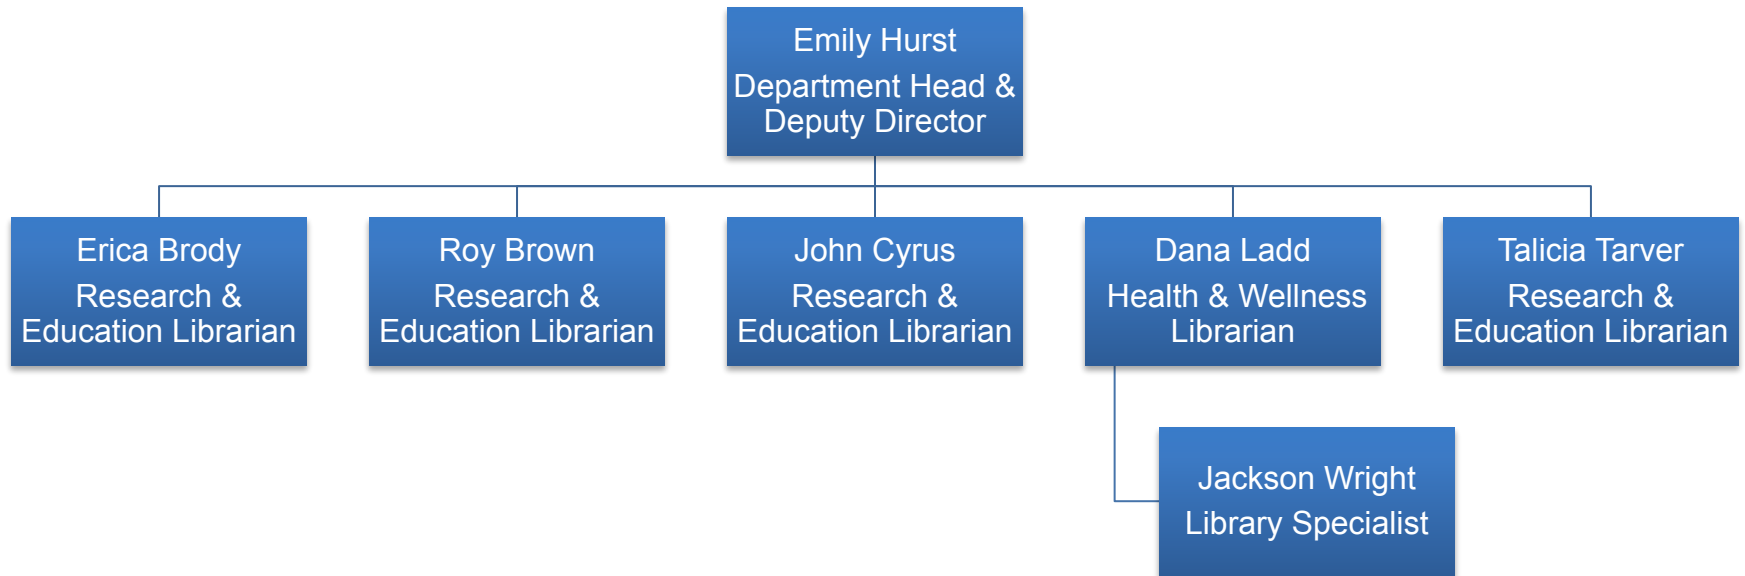 Emily Hurst
Department Head &
Deputy Director
Erica Brody
Research &
Education Librarian
Roy Brown
Research &
Education Librarian
John Cyrus
Research &
Education Librarian
Dana Ladd
Health & Wellness
Librarian
Talicia Tarver
Research &
Education Librarian
Jackson Wright
Library Specialist